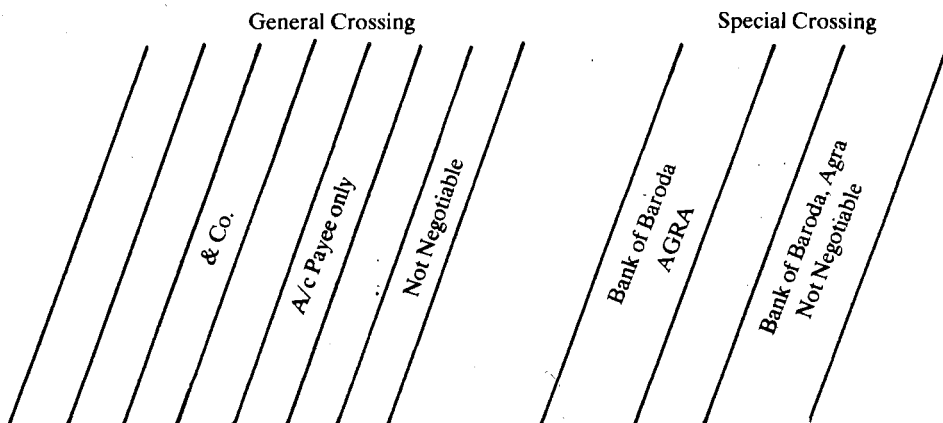 General Crossing
Special Crossing
& Co.
A/c Payee only
Not Negotiable
Bank of Baroda
AGRA
Bank of Baroda, Agra
Not Negotiable